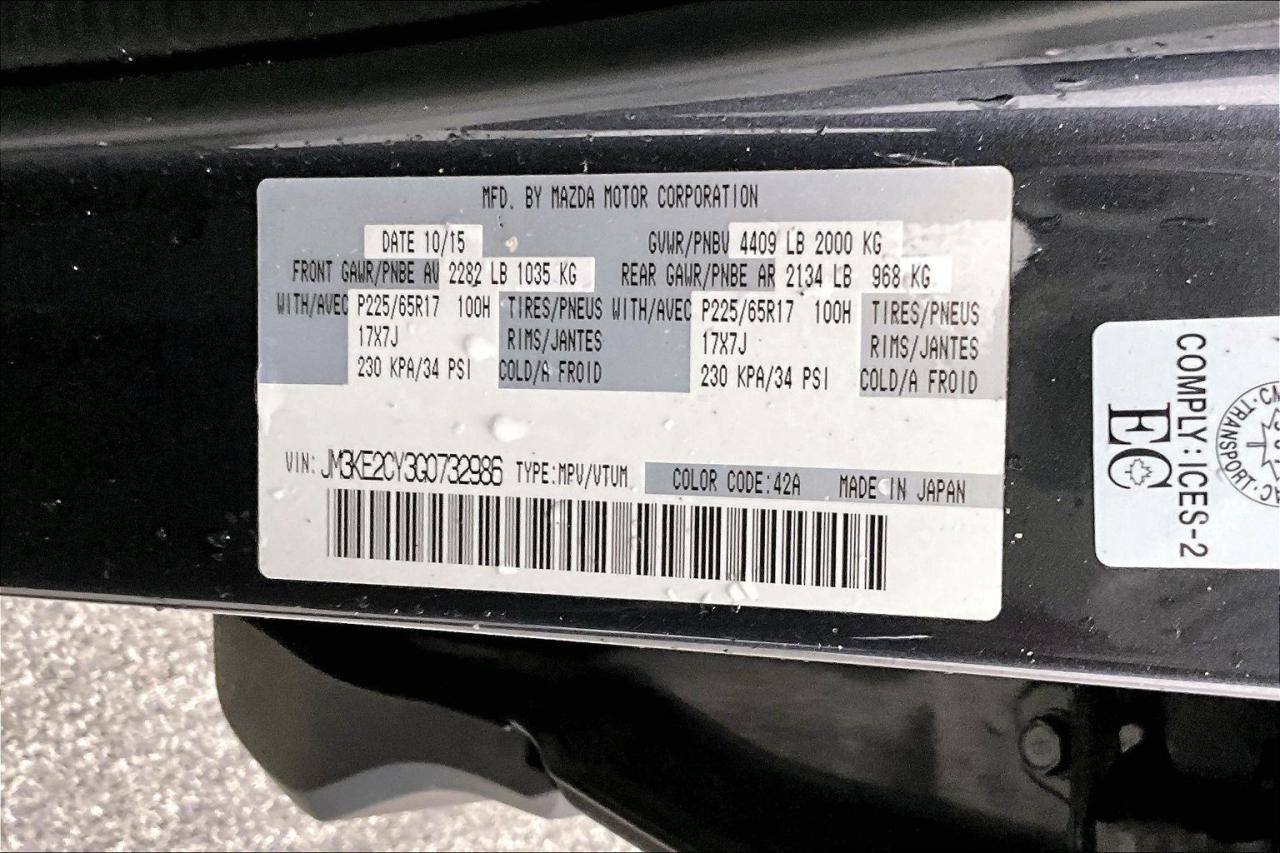 MFD. BY MAZDA MOTOR CORPORATION
DATE 10/15 GVWR/PNBV 4409 LB 2000 KG
FRONT GAWR/PNBE AV 2282 LB 1035 KG REAR GAWR/PNBE AR 2134 LB 968 KG
WITH/AVEC P225/65R17 100H TIRES/PNEUS WITH/AVEC P225/65R17 100H TIRES/PNEUS
17X7J RIMS/JANTES 17X7J RIMS/JANTES
230 KPA/34 PSI COLD/A FROID 230 KPA/34 PSI COLD/A FROID
VIN: JM3KE2CY3G0732986 TYPE:MPV/VTUM COLOR CODE:42A MADE IN JAPAN
COMPLY: ICES-2
EC
TRANSPORT